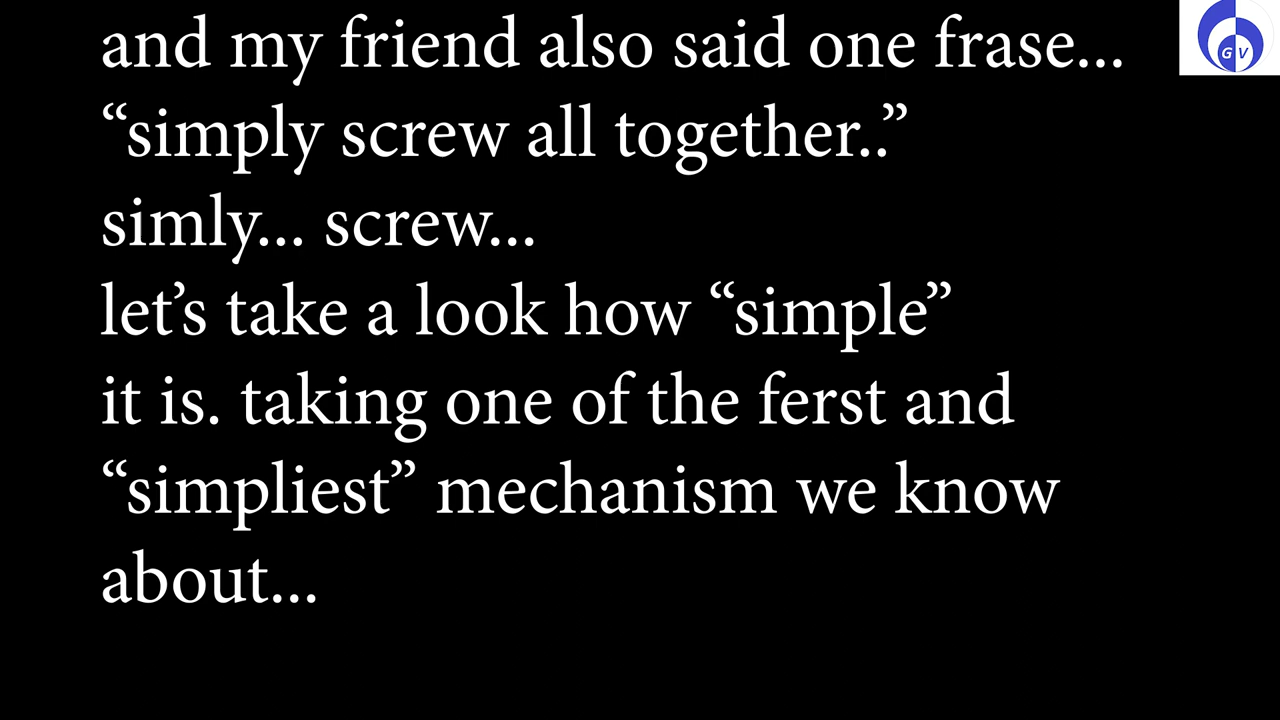 and my friend also said one frase...
“simply screw all together..”
simly... screw...
let’s take a look how “simple”
it is. taking one of the ferst and
“simpliest” mechanism we know
about...
G V